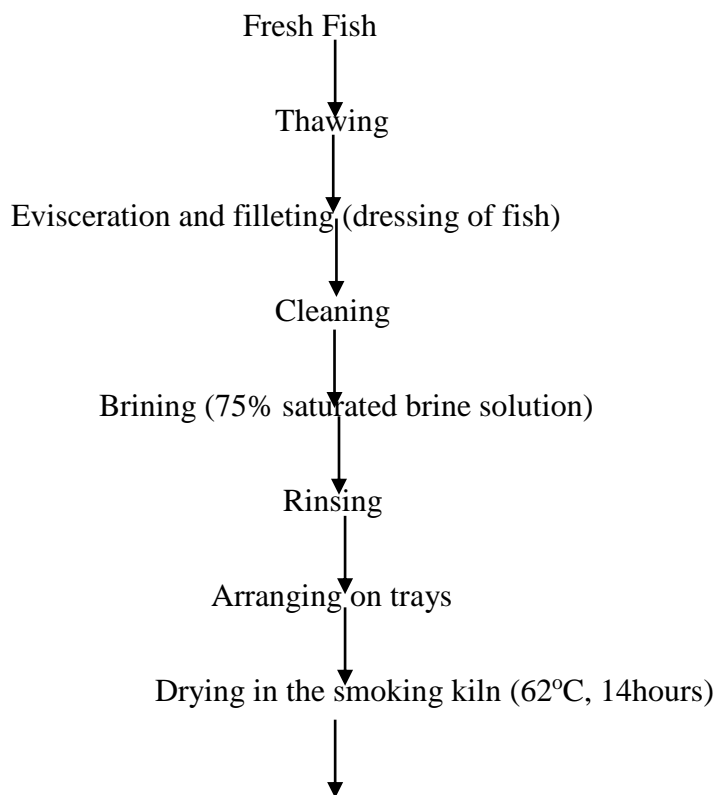 Fresh Fish
Thawing
Evisceration and filleting (dressing of fish)
Cleaning
Brining (75% saturated brine solution)
Rinsing
Arranging on trays
Drying in the smoking kiln (62ºC, 14hours)